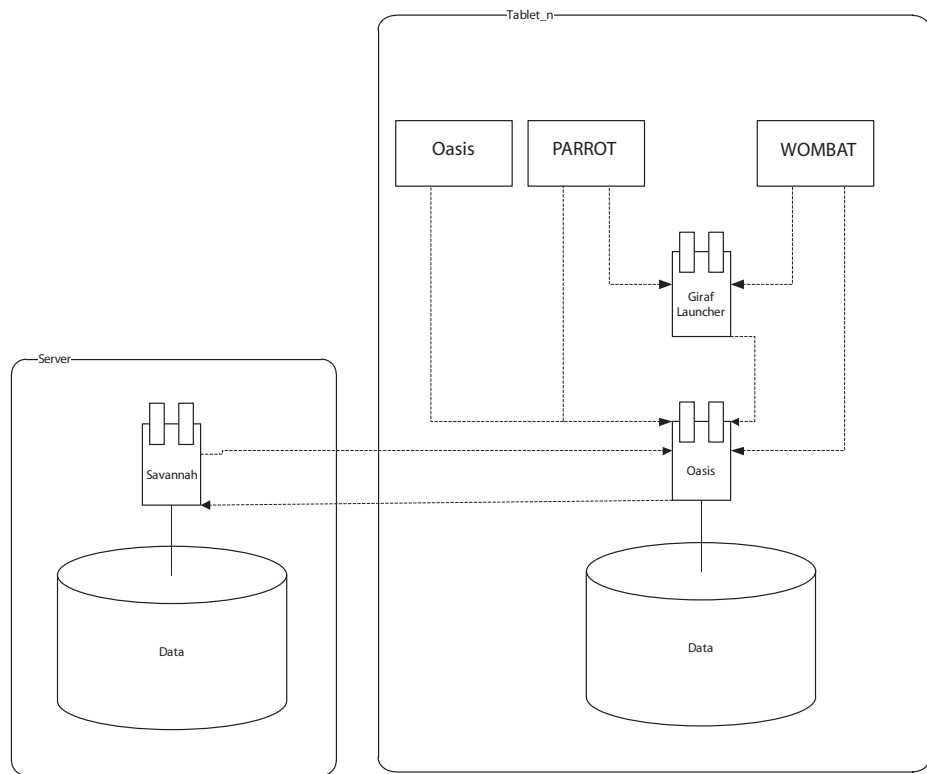 Tablet_n
Oasis
PARROT
WOMBAT
Giraf
Launcher
Server
Savannah
Oasis
Data
Data